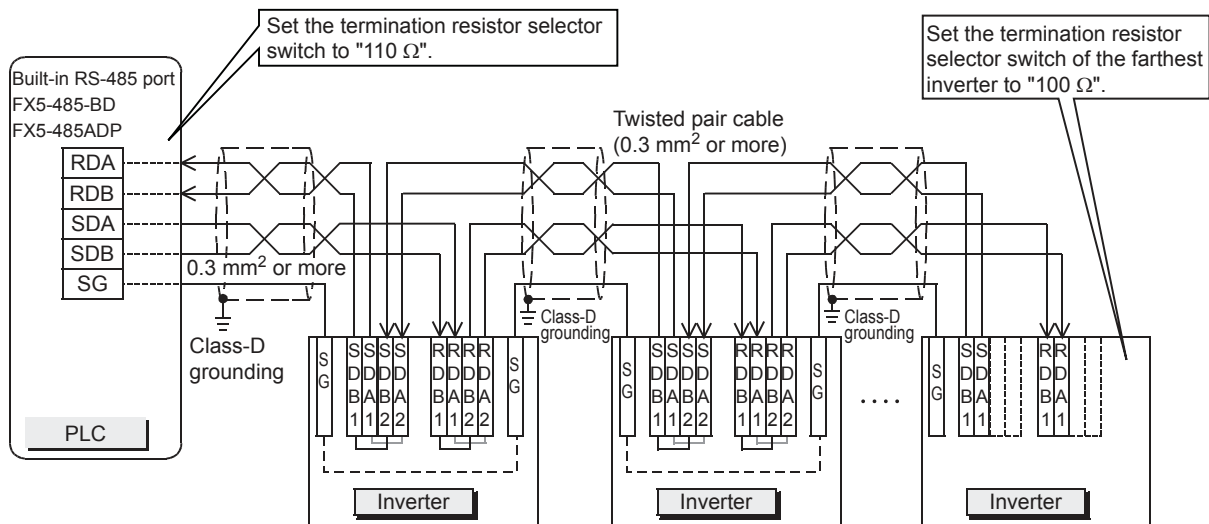 Set the termination resistor selector
switch to "110 Ω".
Set the termination resistor
selector switch of the farthest
inverter to "100 Ω".
Built-in RS-485 port
FX5-485-BD
FX5-485ADP
Twisted pair cable
(0.3 mm² or more)
RDA
RDB
SDA
SDB
SG
0.3 mm² or more
Class-D
grounding
Class-D
grounding
Class-D
grounding
PLC
SG
SDB1
SDA1
SDB2
SDA2
RDB1
RDA1
RDB2
RDA2
SG
Inverter
SG
SDB1
SDA1
SDB2
SDA2
RDB1
RDA1
RDB2
RDA2
SG
Inverter
....
SG
SDB1
SDA1
RDB1
RDA1
Inverter